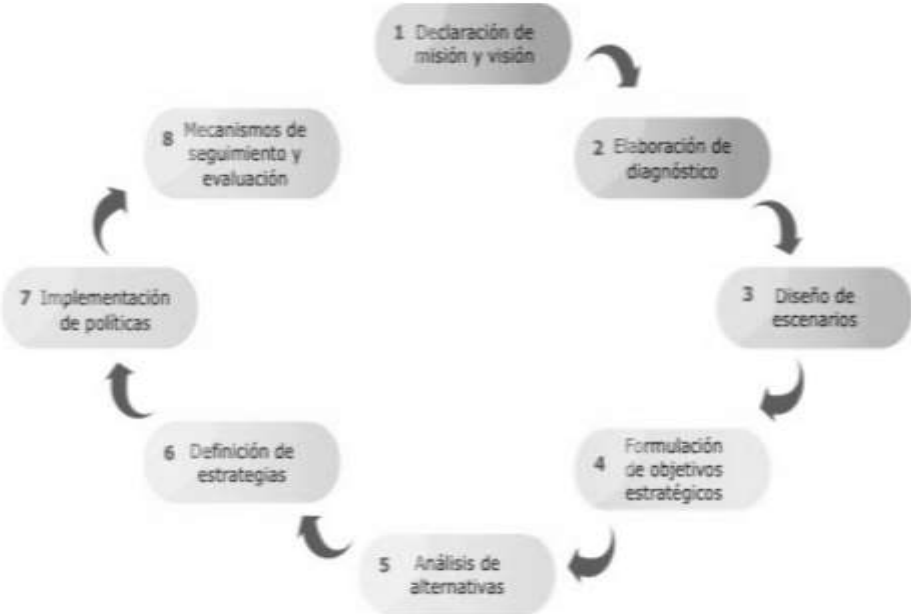 1 Declaración de
misión y visión
2 Elaboración de
diagnóstico
3 Diseño de
escenarios
4 Formulación
de objetivos
estratégicos
5 Análisis de
alternativas
6 Definición de
estrategias
7 Implementación
de políticas
8 Mecanismos de
seguimiento y
evaluación